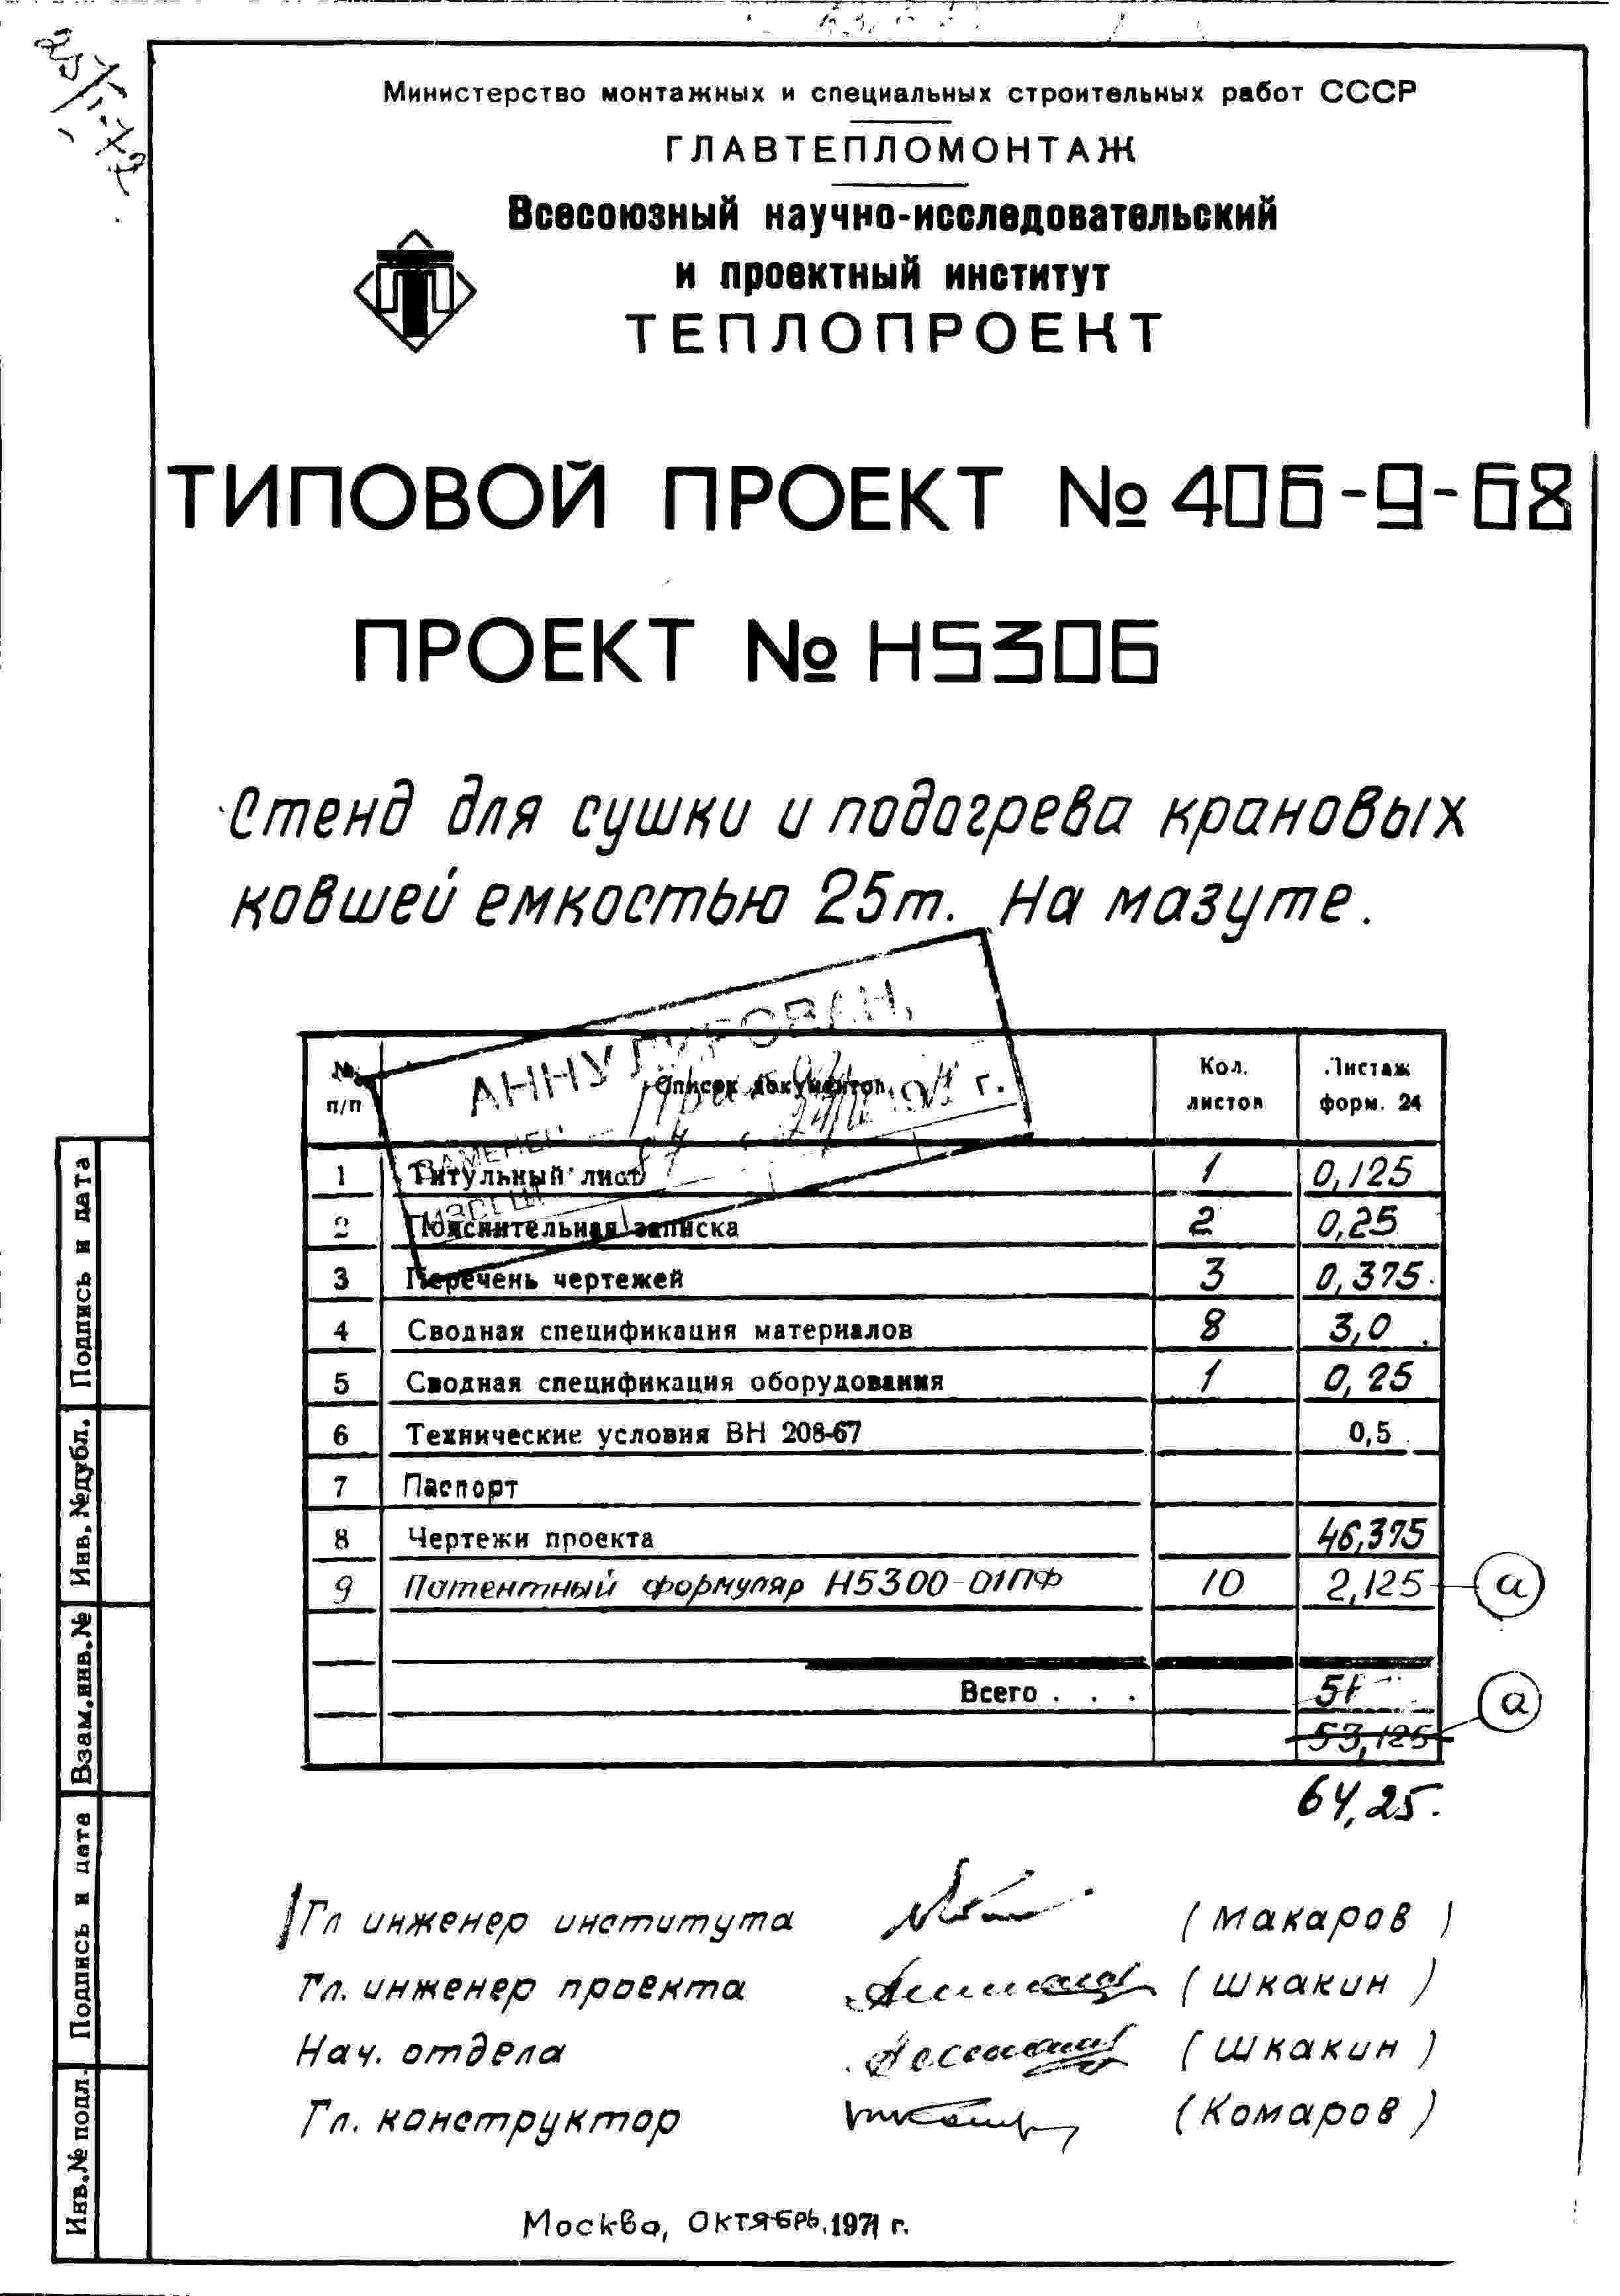 Министерство монтажных и специальных строительных работ СССР
ГЛАВТЕПЛОМОНТАЖ
Всесоюзный научно-исследовательский
и проектный институт
ТЕПЛОПРОЕКТ
ТИПОВОЙ ПРОЕКТ № 406-9-68
ПРОЕКТ № Н5306
Стенд для сушки и подогрева крановых
ковшей емкостью 25т. На мазуте.
АННУЛИРОВАН,
г.
№ п/п Список документов Кол. листов Листаж форм. 24
1 Титульный лист 1 0,125
2 Пояснительная записка 2 0,25
3 Перечень чертежей 3 0,375
4 Сводная спецификация материалов 8 3,0
5 Сводная спецификация оборудования 1 0,25
6 Технические условия ВН 208-67 0,5
7 Паспорт
8 Чертежи проекта 46,375
9 Патентный формуляр Н5300-01ПФ 10 2,125 а
Всего . . . 51
53,125 а
64,25.
Гл инженер института (Макаров)
Гл. инженер проекта (Шкакин)
Нач. отдела (Шкакин)
Гл. конструктор (Комаров)
Москва, ОКТЯБРЬ, 1971 г.
Подпись и дата
Инв. № дубл.
Взам. инв. №
Подпись и дата
Инв. № подл.